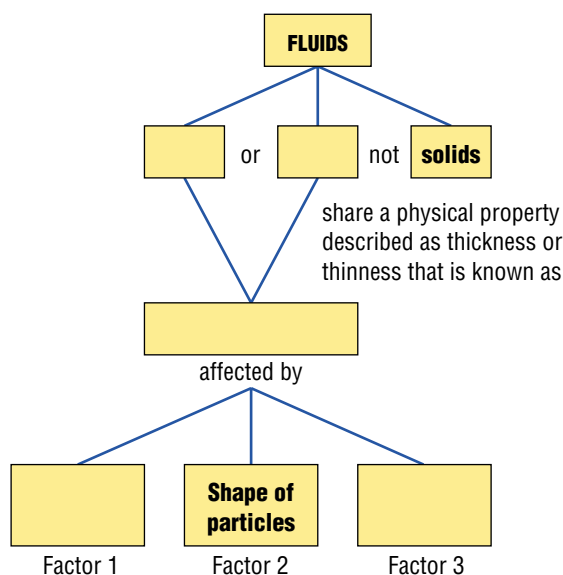 FLUIDS
or
not
solids
share a physical property
described as thickness or
thinness that is known as
affected by
Shape of
particles
Factor 1
Factor 2
Factor 3